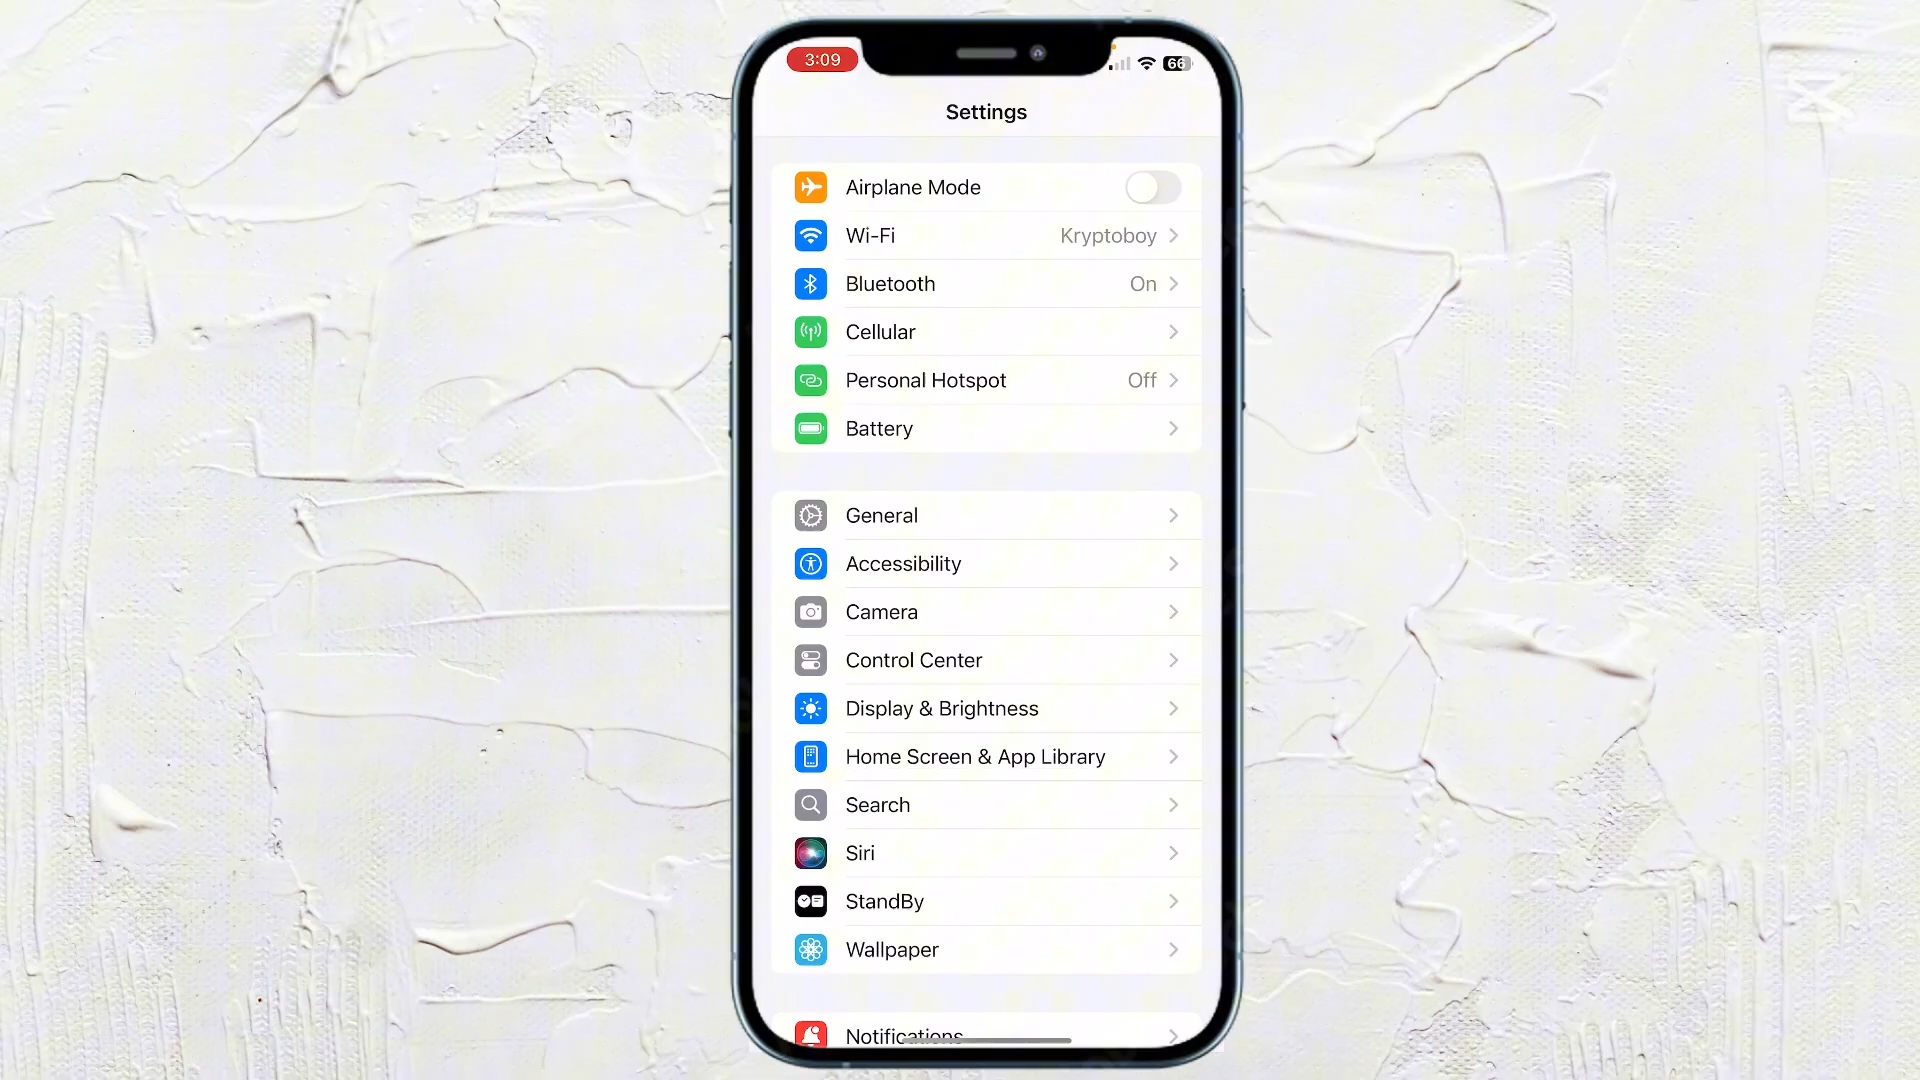 3:09
66
Settings
Airplane Mode
Wi-Fi Kryptoboy
Bluetooth On
Cellular
Personal Hotspot Off
Battery
General
Accessibility
Camera
Control Center
Display & Brightness
Home Screen & App Library
Search
Siri
StandBy
Wallpaper
Notifications